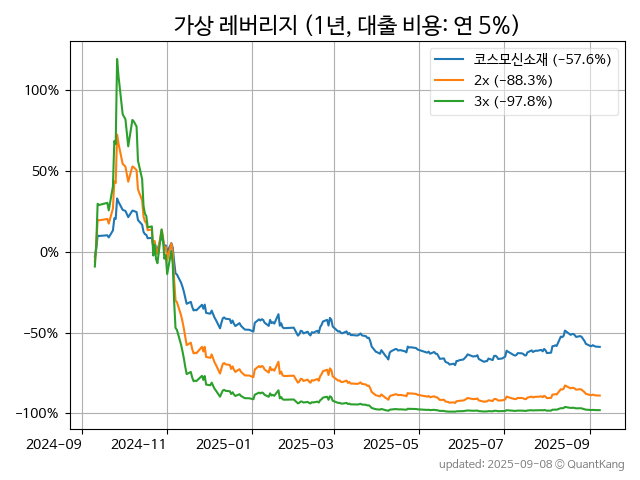 가상 레버리지 (1년, 대출 비용: 연 5%)
코스모신소재 (−57.6%)
2x (−88.3%)
3x (−97.8%)
100%
50%
0%
−50%
−100%
2024-09 2024-11 2025-01 2025-03 2025-05 2025-07 2025-09
updated: 2025-09-08 © QuantKang